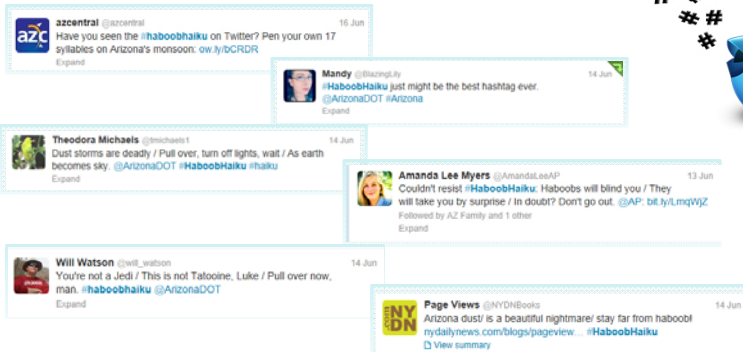 azc
azcentral @azcentral 16 Jun
Have you seen the #haboobhaiku on Twitter? Pen your own 17
syllables on Arizona's monsoon: ow.ly/bCRDR
Expand
Mandy @BlazingLily 14 Jun
#HaboobHaiku just might be the best hashtag ever.
@ArizonaDOT #Arizona
Expand
Theodora Michaels @tmichaels1 14 Jun
Dust storms are deadly / Pull over, turn off lights, wait / As earth
becomes sky. @ArizonaDOT #HaboobHaiku #haiku
Expand
Amanda Lee Myers @AmandaLeeAP 13 Jun
Couldn't resist #HaboobHaiku: Haboobs will blind you / They
will take you by surprise / In doubt? Don't go out. @AP: bit.ly/LmqWjZ
Followed by AZ Family and 1 other
Expand
Will Watson @will_watson 14 Jun
You're not a Jedi / This is not Tatooine, Luke / Pull over now,
man. #haboobhaiku @ArizonaDOT
Expand
NY
DN
.com
Page Views @NYDNBooks 14 Jun
Arizona dust/ is a beautiful nightmare/ stay far from haboob!
nydailynews.com/blogs/pageview… #HaboobHaiku
View summary
# #
#